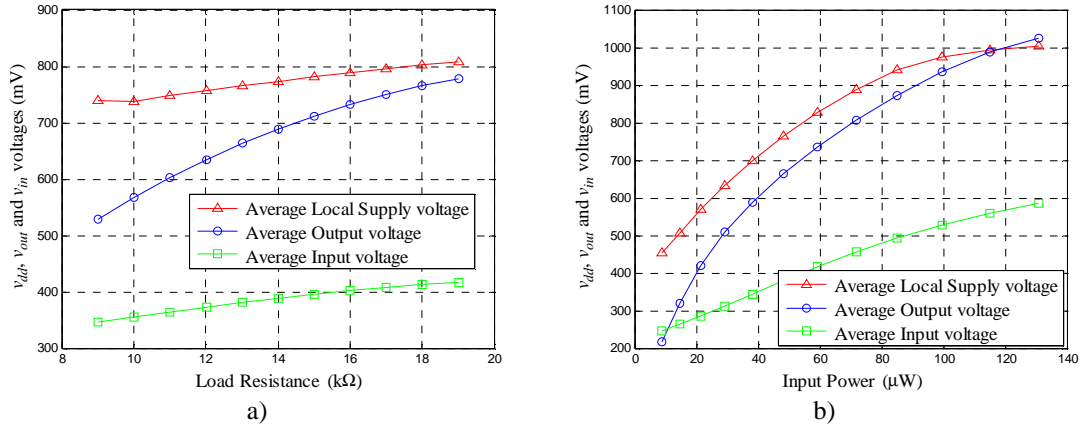 900
800
700
600
500
400
300
v_dd, v_out and v_in voltages (mV)
Average Local Supply voltage
Average Output voltage
Average Input voltage
8 10 12 14 16 18 20
Load Resistance (kΩ)
a)
1100
1000
900
800
700
600
500
400
300
200
v_dd, v_out and v_in voltages (mV)
Average Local Supply voltage
Average Output voltage
Average Input voltage
0 20 40 60 80 100 120 140
Input Power (μW)
b)